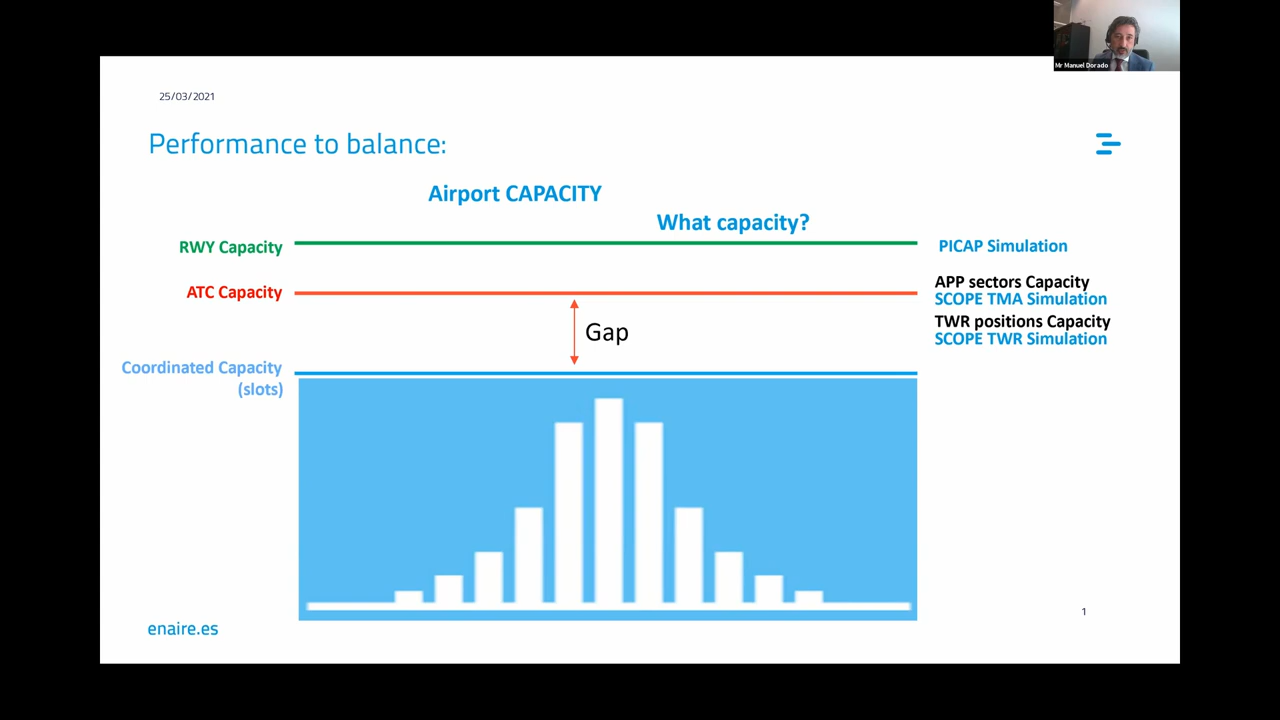 Mr Manuel Dorado
25/03/2021
Performance to balance:
Airport CAPACITY
What capacity?
RWY Capacity
PICAP Simulation
ATC Capacity
APP sectors Capacity
SCOPE TMA Simulation
TWR positions Capacity
SCOPE TWR Simulation
Gap
Coordinated Capacity
(slots)
1
enaire.es